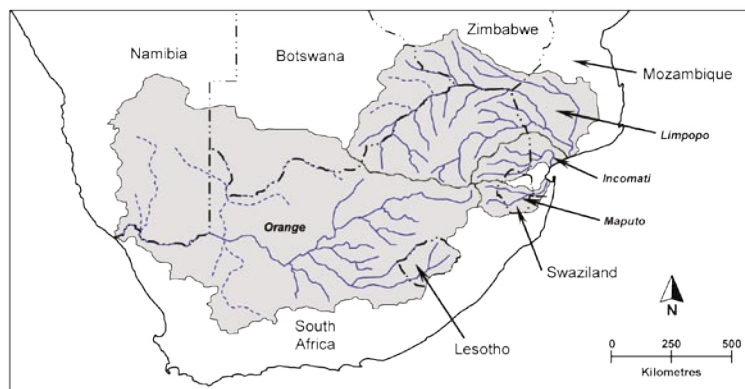 Zimbabwe
Namibia
Botswana
Mozambique
Limpopo
Incomati
Orange
Maputo
Swaziland
South
Africa
Lesotho
N
0 250 500
Kilometres